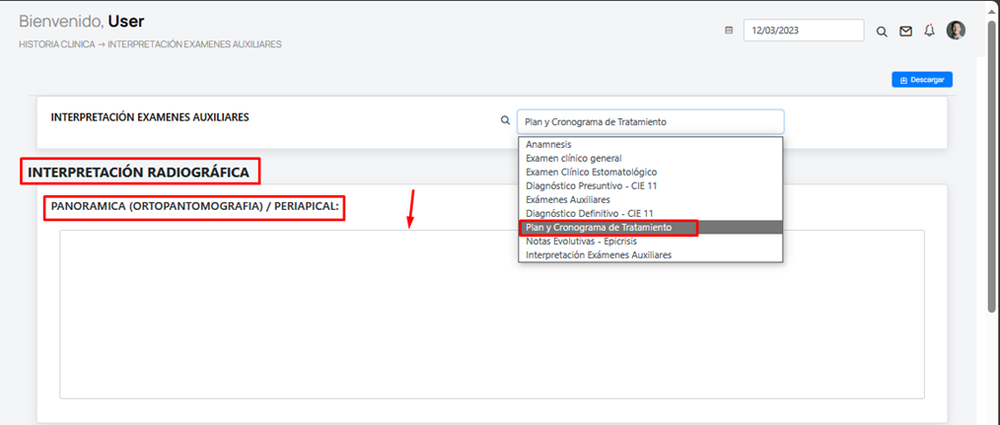 Bienvenido, User
HISTORIA CLINICA → INTERPRETACIÓN EXAMENES AUXILIARES
12/03/2023
Descargar
INTERPRETACIÓN EXAMENES AUXILIARES
Plan y Cronograma de Tratamiento
Anamnesis
Examen clínico general
Examen Clínico Estomatológico
Diagnóstico Presuntivo - CIE 11
Exámenes Auxiliares
Diagnóstico Definitivo - CIE 11
Plan y Cronograma de Tratamiento
Notas Evolutivas - Epicrisis
Interpretación Exámenes Auxiliares
INTERPRETACIÓN RADIOGRÁFICA
PANORAMICA (ORTOPANTOMOGRAFIA) / PERIAPICAL: